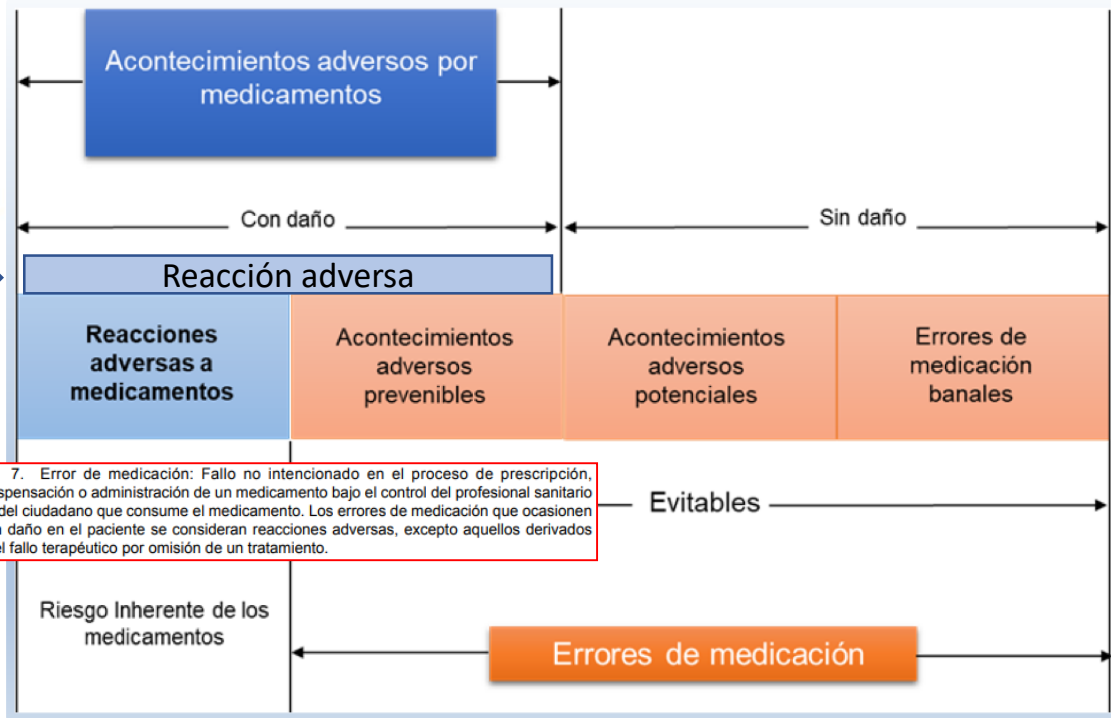 Acontecimientos adversos por
medicamentos
Con daño
Sin daño
Reacción adversa
Reacciones
adversas a
medicamentos
Acontecimientos
adversos
prevenibles
Acontecimientos
adversos
potenciales
Errores de
medicación
banales
7. Error de medicación: Fallo no intencionado en el proceso de prescripción,
spensación o administración de un medicamento bajo el control del profesional sanitario
del ciudadano que consume el medicamento. Los errores de medicación que ocasionen
daño en el paciente se consideran reacciones adversas, excepto aquellos derivados
el fallo terapéutico por omisión de un tratamiento.
Evitables
Riesgo Inherente de los
medicamentos
Errores de medicación